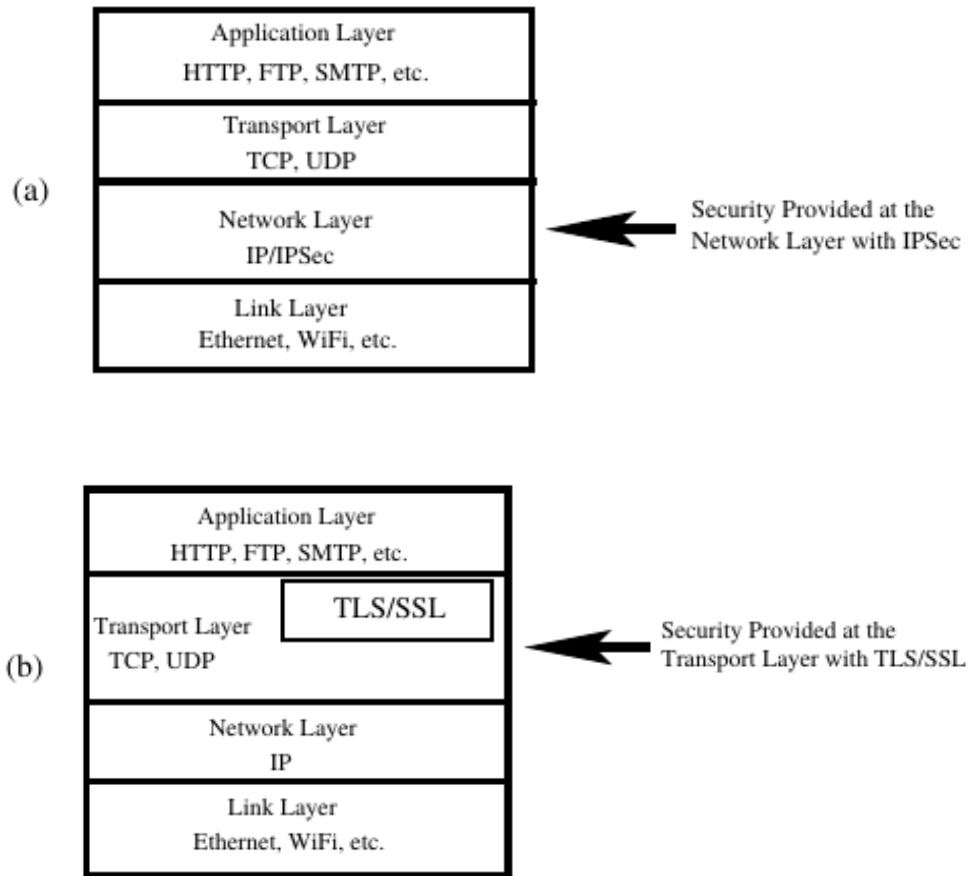 Application Layer
HTTP, FTP, SMTP, etc.
Transport Layer
TCP, UDP
(a)
Network Layer
IP/IPSec
Security Provided at the
Network Layer with IPSec
Link Layer
Ethernet, WiFi, etc.
Application Layer
HTTP, FTP, SMTP, etc.
TLS/SSL
Transport Layer
TCP, UDP
(b)
Security Provided at the
Transport Layer with TLS/SSL
Network Layer
IP
Link Layer
Ethernet, WiFi, etc.